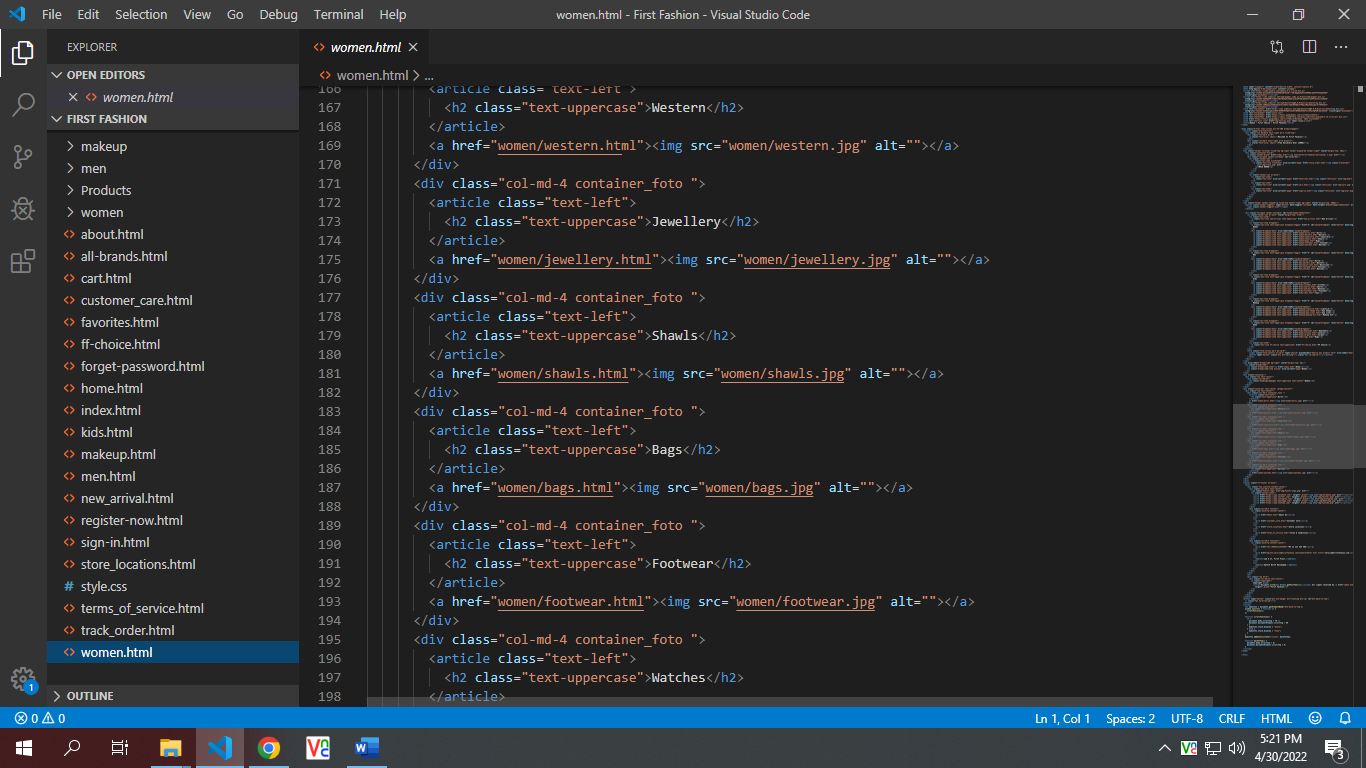 File Edit Selection View Go Debug Terminal Help
women.html - First Fashion - Visual Studio Code
EXPLORER
OPEN EDITORS
women.html
FIRST FASHION
makeup
men
Products
women
about.html
all-brands.html
cart.html
customer_care.html
favorites.html
ff-choice.html
forget-password.html
home.html
index.html
kids.html
makeup.html
men.html
new_arrival.html
register-now.html
sign-in.html
store_locations.html
style.css
terms_of_service.html
track_order.html
women.html
OUTLINE
women.html
women.html > ...
166 <article class="text-left">
167 <h2 class="text-uppercase">Western</h2>
168 </article>
169 <a href="women/western.html"><img src="women/western.jpg" alt=""></a>
170 </div>
171 <div class="col-md-4 container_foto ">
172 <article class="text-left">
173 <h2 class="text-uppercase">Jewellery</h2>
174 </article>
175 <a href="women/jewellery.html"><img src="women/jewellery.jpg" alt=""></a>
176 </div>
177 <div class="col-md-4 container_foto ">
178 <article class="text-left">
179 <h2 class="text-uppercase">Shawls</h2>
180 </article>
181 <a href="women/shawls.html"><img src="women/shawls.jpg" alt=""></a>
182 </div>
183 <div class="col-md-4 container_foto ">
184 <article class="text-left">
185 <h2 class="text-uppercase">Bags</h2>
186 </article>
187 <a href="women/bags.html"><img src="women/bags.jpg" alt=""></a>
188 </div>
189 <div class="col-md-4 container_foto ">
190 <article class="text-left">
191 <h2 class="text-uppercase">Footwear</h2>
192 </article>
193 <a href="women/footwear.html"><img src="women/footwear.jpg" alt=""></a>
194 </div>
195 <div class="col-md-4 container_foto ">
196 <article class="text-left">
197 <h2 class="text-uppercase">Watches</h2>
198 </article>
1
0 0
Ln 1, Col 1 Spaces: 2 UTF-8 CRLF HTML
5:21 PM
4/30/2022
3